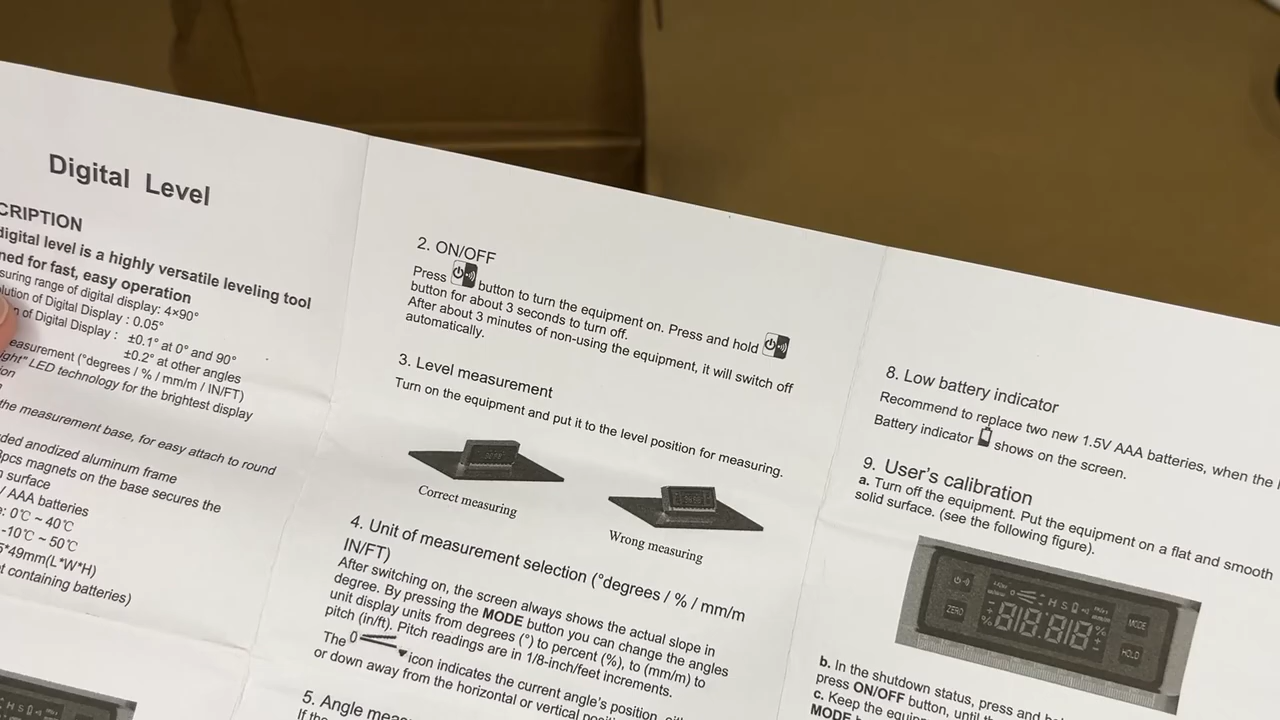 Digital Level
CRIPTION
digital level is a highly versatile leveling tool
ned for fast, easy operation
suring range of digital display: 4×90°
lution of Digital Display : 0.05°
n of Digital Display : ±0.1° at 0° and 90°
±0.2° at other angles
easurement (°degrees / % / mm/m / IN/FT)
ight" LED technology for the brightest display
tion
the measurement base, for easy attach to round
ded anodized aluminum frame
pcs magnets on the base secures the
surface
/ AAA batteries
: 0℃ ~ 40℃
-10℃ ~ 50℃
*49mm(L*W*H)
t containing batteries)
2. ON/OFF
Press button to turn the equipment on. Press and hold
button for about 3 seconds to turn off.
After about 3 minutes of non-using the equipment, it will switch off
automatically.
3. Level measurement
Turn on the equipment and put it to the level position for measuring.
Correct measuring
Wrong measuring
4. Unit of measurement selection (°degrees / % / mm/m
IN/FT)
After switching on, the screen always shows the actual slope in
degree. By pressing the MODE button you can change the angles
unit display units from degrees (°) to percent (%), to (mm/m) to
pitch (in/ft). Pitch readings are in 1/8-inch/feet increments.
The icon indicates the current angle's position,
or down away from the horizontal or vertical
5. Angle
If the
8. Low battery indicator
Recommend to replace two new 1.5V AAA batteries, when the
Battery indicator shows on the screen.
9. User's calibration
a. Turn off the equipment. Put the equipment on a flat and smooth
solid surface. (see the following figure).
ZERO
MODE
HOLD
H S
818.818
b. In the shutdown status, press and
press ON/OFF button, until
c. Keep the
MODE